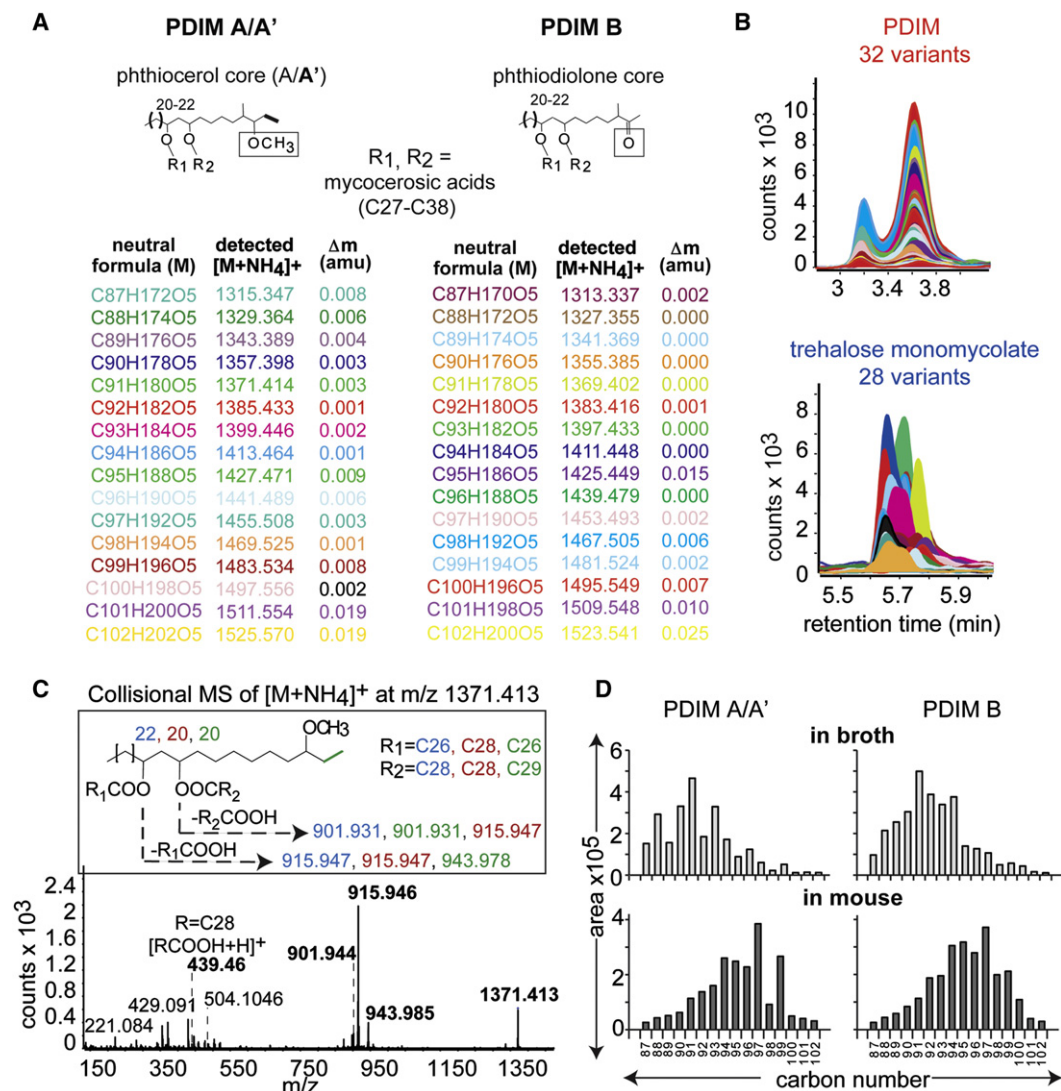 A
PDIM A/A'
PDIM B
phthiocerol core (A/A')
phthiodiolone core
20-22
20-22
O O OCH3
O O O
R1 R2
R1 R2
R1, R2 =
mycocerosic acids
(C27-C38)
neutral detected Δm
formula (M) [M+NH4]+ (amu)
C87H172O5 1315.347 0.008
C88H174O5 1329.364 0.006
C89H176O5 1343.389 0.004
C90H178O5 1357.398 0.003
C91H180O5 1371.414 0.003
C92H182O5 1385.433 0.001
C93H184O5 1399.446 0.002
C94H186O5 1413.464 0.001
C95H188O5 1427.471 0.009
C96H190O5 1441.489 0.006
C97H192O5 1455.508 0.003
C98H194O5 1469.525 0.001
C99H196O5 1483.534 0.008
C100H198O5 1497.556 0.002
C101H200O5 1511.554 0.019
C102H202O5 1525.570 0.019
neutral detected Δm
formula (M) [M+NH4]+ (amu)
C87H170O5 1313.337 0.002
C88H172O5 1327.355 0.000
C89H174O5 1341.369 0.000
C90H176O5 1355.385 0.000
C91H178O5 1369.402 0.000
C92H180O5 1383.416 0.001
C93H182O5 1397.433 0.000
C94H184O5 1411.448 0.000
C95H186O5 1425.449 0.015
C96H188O5 1439.479 0.000
C97H190O5 1453.493 0.002
C98H192O5 1467.505 0.006
C99H194O5 1481.524 0.002
C100H196O5 1495.549 0.007
C101H198O5 1509.548 0.010
C102H200O5 1523.541 0.025
B
PDIM
32 variants
counts x 10³
10
8
6
4
2
0
3 3.4 3.8
trehalose monomycolate
28 variants
counts x 10³
8
6
4
2
0
5.5 5.7 5.9
retention time (min)
C
Collisional MS of [M+NH4]+ at m/z 1371.413
22, 20, 20
OCH3
R1COO OOCR2
R1=C26, C28, C26
R2=C28, C28, C29
-R2COOH
901.931, 901.931, 915.947
-R1COOH
915.947, 915.947, 943.978
counts x 10³
2.4
2.0
1.6
1.2
0.8
0.4
0
R=C28
[RCOOH+H]+
439.46
915.946
901.944
943.985
1371.413
429.091
504.1046
221.084
150 350 550 750 950 1150 1450
m/z
D
PDIM A/A' PDIM B
in broth
6
4
2
0
in mouse
4
2
0
area x10⁵
87 88 89 90 91 92 93 94 95 96 97 98 99 100 101 102
87 88 89 90 91 92 93 94 95 96 97 98 99 100 101 102
carbon number